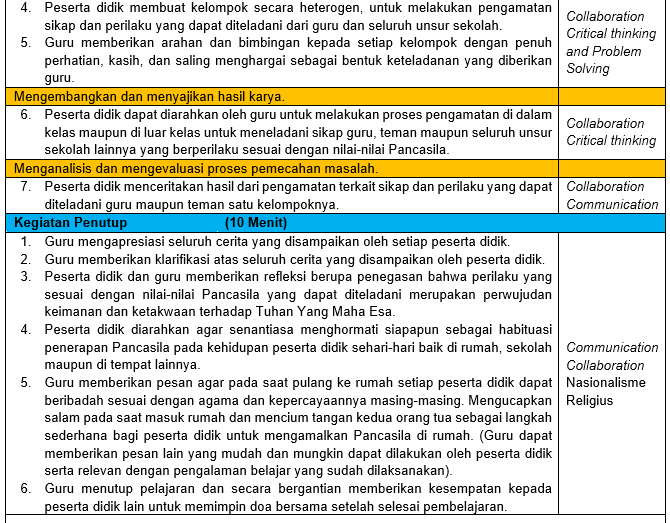 4. Peserta didik membuat kelompok secara heterogen, untuk melakukan pengamatan
sikap dan perilaku yang dapat diteladani dari guru dan seluruh unsur sekolah.
5. Guru memberikan arahan dan bimbingan kepada setiap kelompok dengan penuh
perhatian, kasih, dan saling menghargai sebagai bentuk keteladanan yang diberikan
guru.
Collaboration
Critical thinking
and Problem
Solving
Mengembangkan dan menyajikan hasil karya.
6. Peserta didik dapat diarahkan oleh guru untuk melakukan proses pengamatan di dalam
kelas maupun di luar kelas untuk meneladani sikap guru, teman maupun seluruh unsur
sekolah lainnya yang berperilaku sesuai dengan nilai-nilai Pancasila.
Collaboration
Critical thinking
Menganalisis dan mengevaluasi proses pemecahan masalah.
7. Peserta didik menceritakan hasil dari pengamatan terkait sikap dan perilaku yang dapat
diteladani guru maupun teman satu kelompoknya.
Collaboration
Communication
Kegiatan Penutup (10 Menit)
1. Guru mengapresiasi seluruh cerita yang disampaikan oleh setiap peserta didik.
2. Guru memberikan klarifikasi atas seluruh cerita yang disampaikan oleh peserta didik.
3. Peserta didik dan guru memberikan refleksi berupa penegasan bahwa perilaku yang
sesuai dengan nilai-nilai Pancasila yang dapat diteladani merupakan perwujudan
keimanan dan ketakwaan terhadap Tuhan Yang Maha Esa.
4. Peserta didik diarahkan agar senantiasa menghormati siapapun sebagai habituasi
penerapan Pancasila pada kehidupan peserta didik sehari-hari baik di rumah, sekolah
maupun di tempat lainnya.
5. Guru memberikan pesan agar pada saat pulang ke rumah setiap peserta didik dapat
beribadah sesuai dengan agama dan kepercayaannya masing-masing. Mengucapkan
salam pada saat masuk rumah dan mencium tangan kedua orang tua sebagai langkah
sederhana bagi peserta didik untuk mengamalkan Pancasila di rumah. (Guru dapat
memberikan pesan lain yang mudah dan mungkin dapat dilakukan oleh peserta didik
serta relevan dengan pengalaman belajar yang sudah dilaksanakan).
6. Guru menutup pelajaran dan secara bergantian memberikan kesempatan kepada
peserta didik lain untuk memimpin doa bersama setelah selesai pembelajaran.
Communication
Collaboration
Nasionalisme
Religius